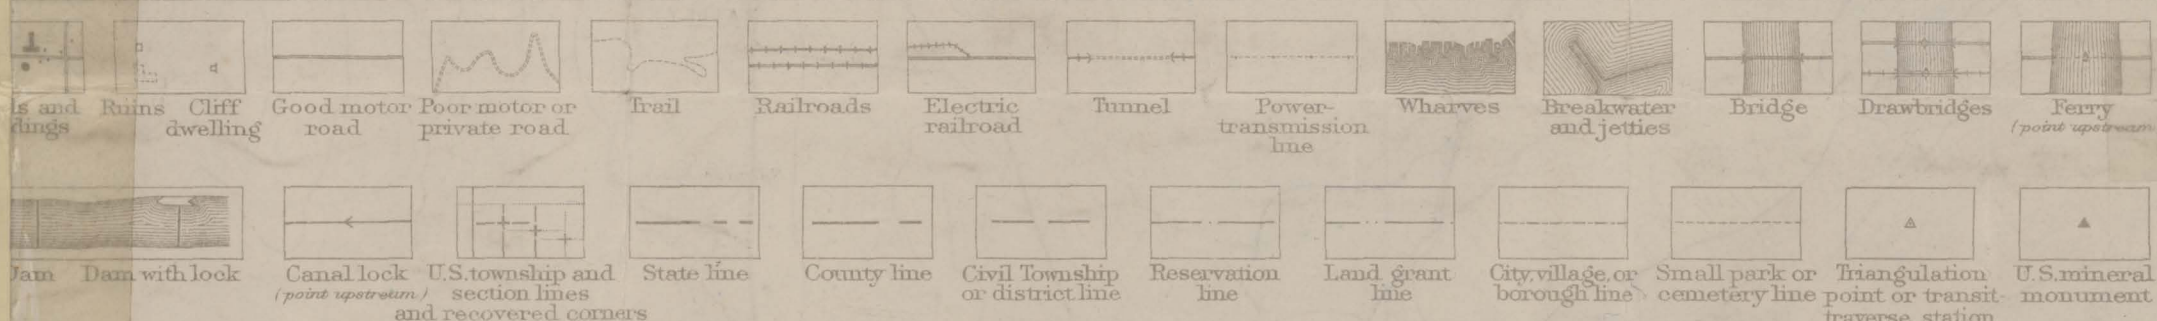 ls and Ruins Cliff Good motor Poor motor or Trail Railroads Electric Tunnel Power- Wharves Breakwater Bridge Drawbridges Ferry
dings dwelling road private road railroad transmission and jetties (point upstream
line
Dam with lock Canal lock U.S. township and State line County line Civil Township Reservation Land grant City, village, or Small park or Triangulation U.S. mineral
(point upstream) section lines or district line line line borough line cemetery line point or transit- monument
and recovered corners traverse station